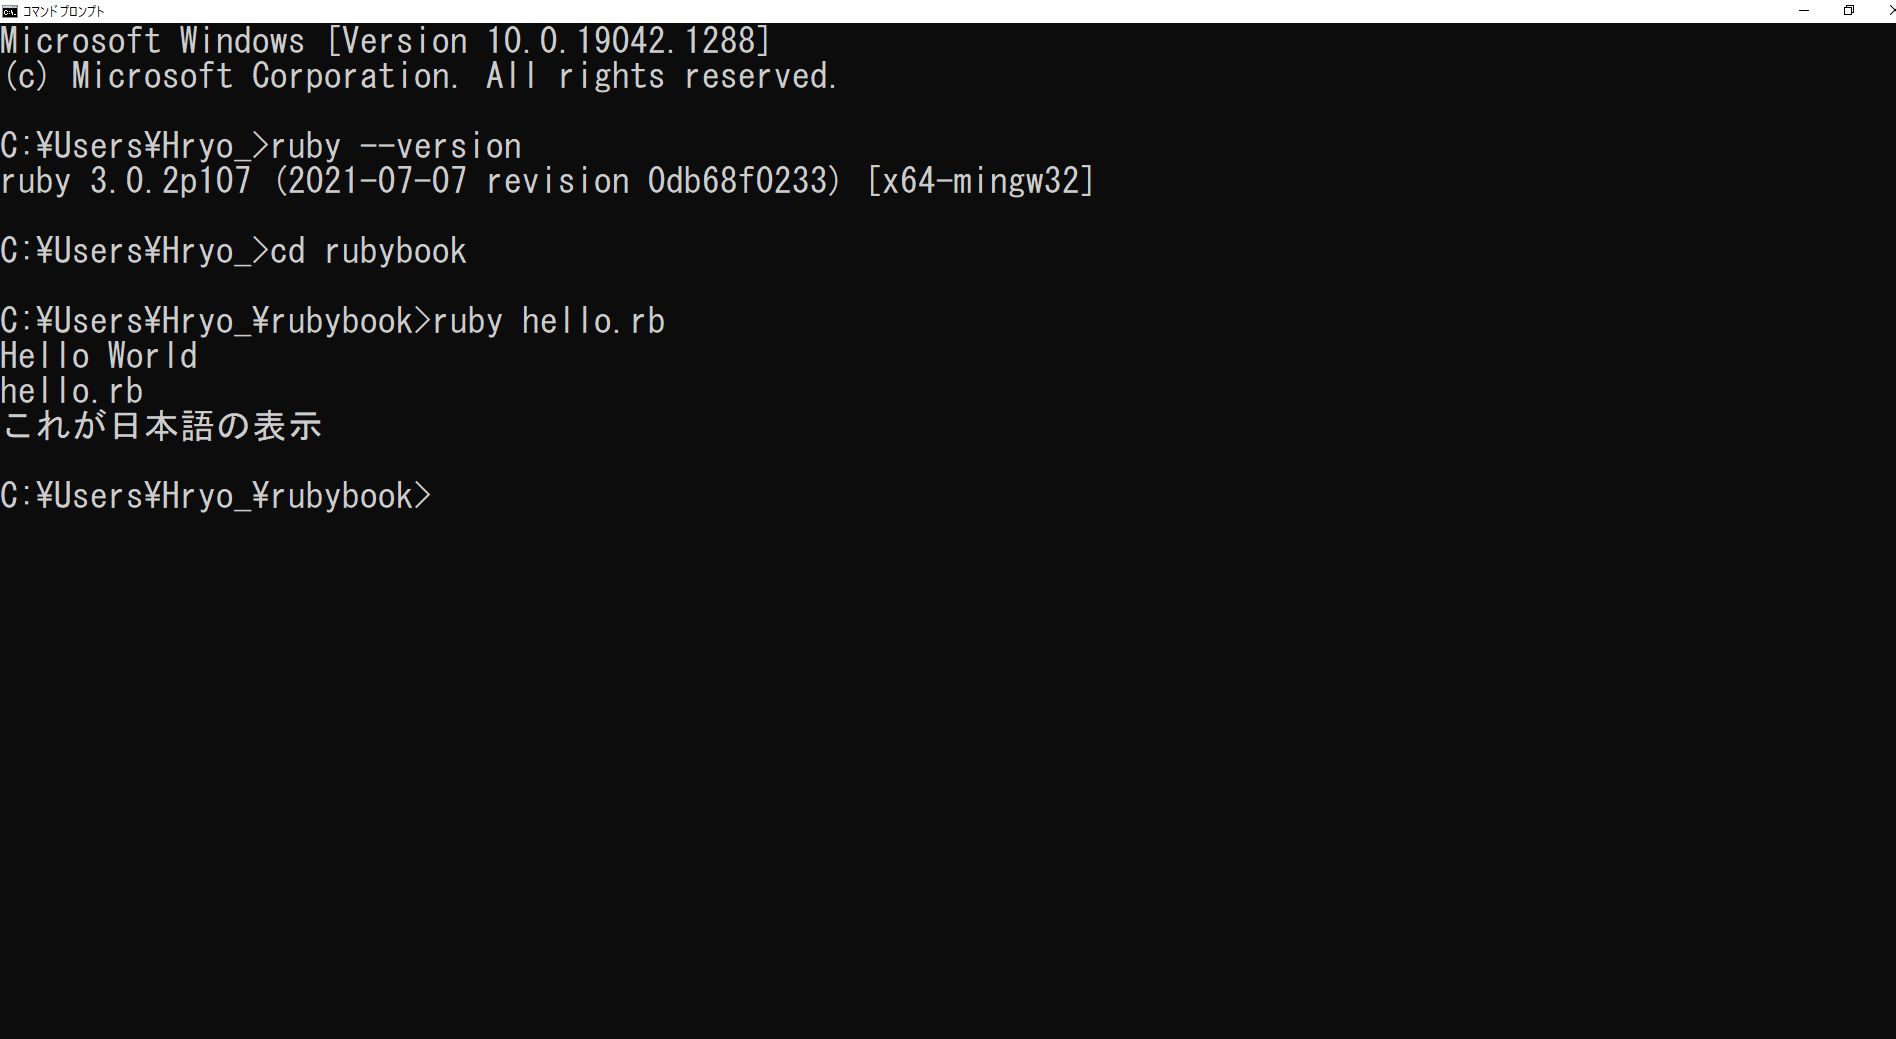 コマンド プロンプト
Microsoft Windows [Version 10.0.19042.1288]
(c) Microsoft Corporation. All rights reserved.
C:¥Users¥Hryo_>ruby --version
ruby 3.0.2p107 (2021-07-07 revision 0db68f0233) [x64-mingw32]
C:¥Users¥Hryo_>cd rubybook
C:¥Users¥Hryo_¥rubybook>ruby hello.rb
Hello World
hello.rb
これが日本語の表示
C:¥Users¥Hryo_¥rubybook>